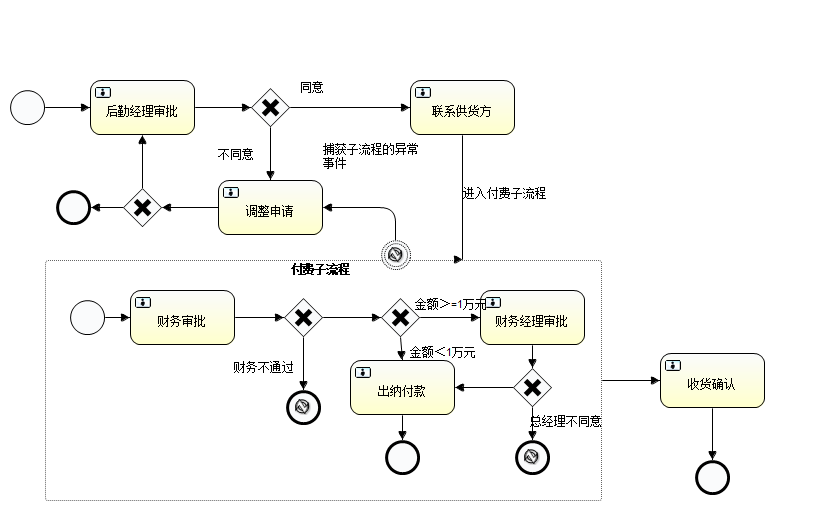 同意
后勤经理审批
联系供货方
不同意
捕获子流程的异常
事件
进入付费子流程
调整申请
付费子流程
金额>=1万元
财务审批
财务经理审批
金额<1万元
财务不通过
出纳付款
收货确认
总经理不同意